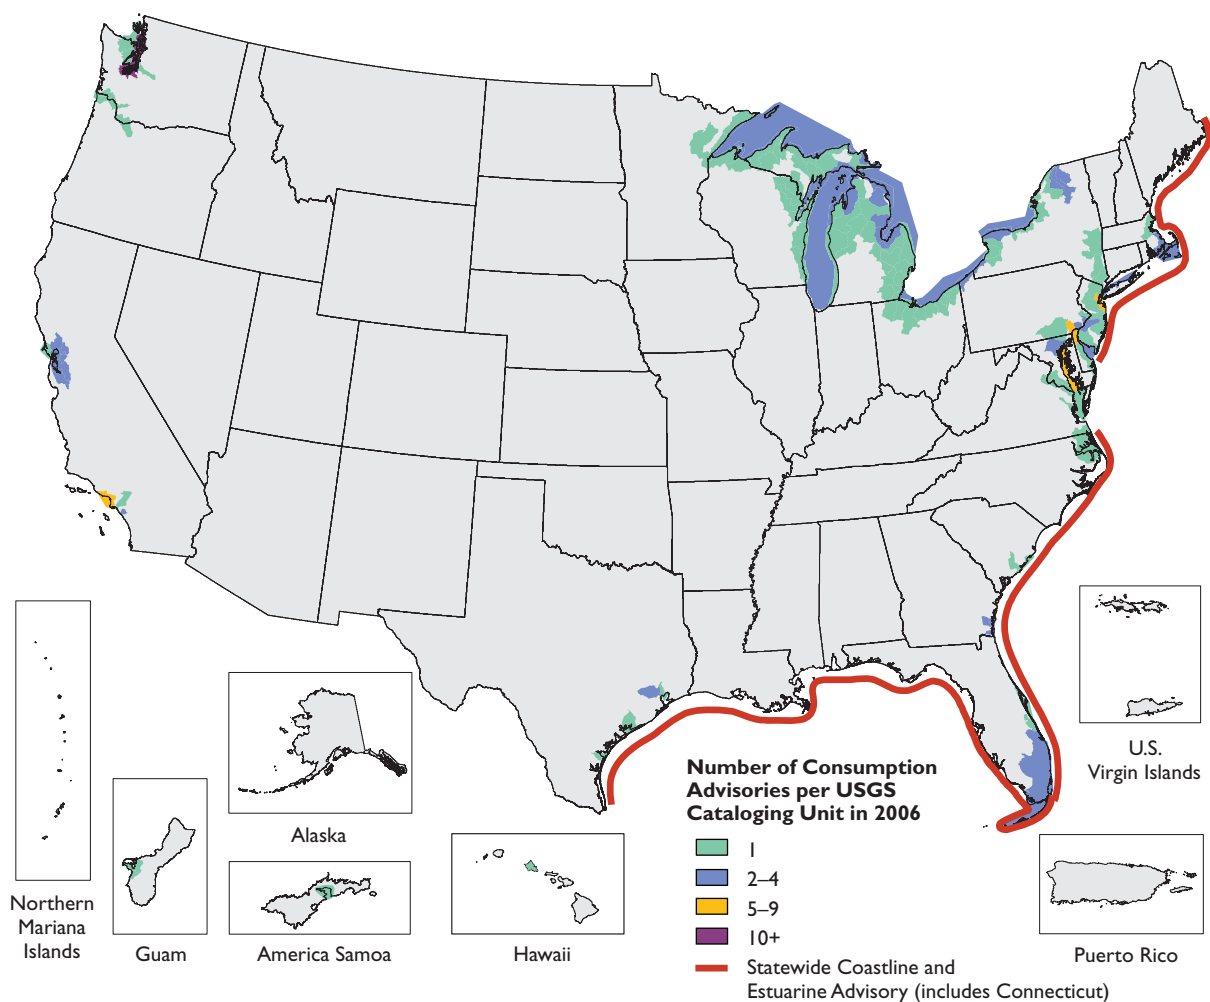 Northern
Mariana
Islands
Guam
Alaska
America Samoa
Hawaii
Number of Consumption
Advisories per USGS
Cataloging Unit in 2006
1
2–4
5–9
10+
Statewide Coastline and
Estuarine Advisory (includes Connecticut)
U.S.
Virgin Islands
Puerto Rico